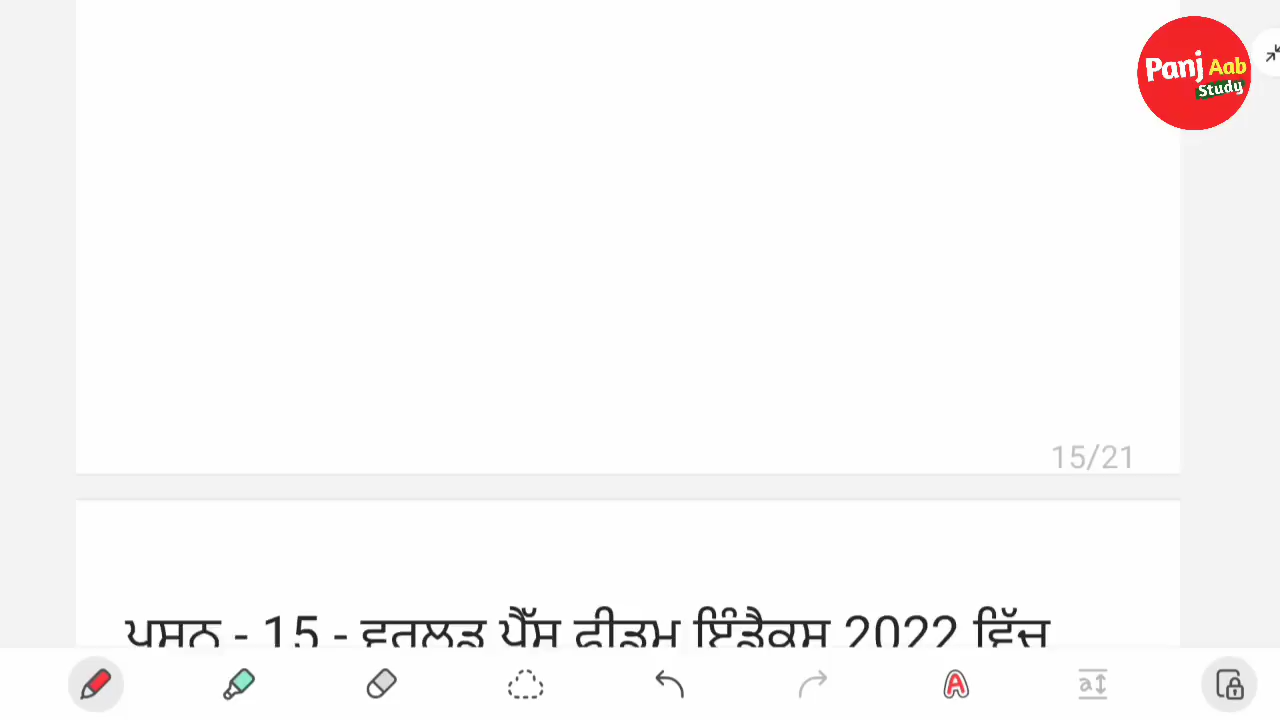 Panj Aab
Study
15/21
ਪ੍ਰਸ਼ਨ - 15 - ਵਰਲਡ ਪ੍ਰੈੱਸ ਫ੍ਰੀਡਮ ਇੰਡੈਕਸ 2022 ਵਿੱਚ
A
a